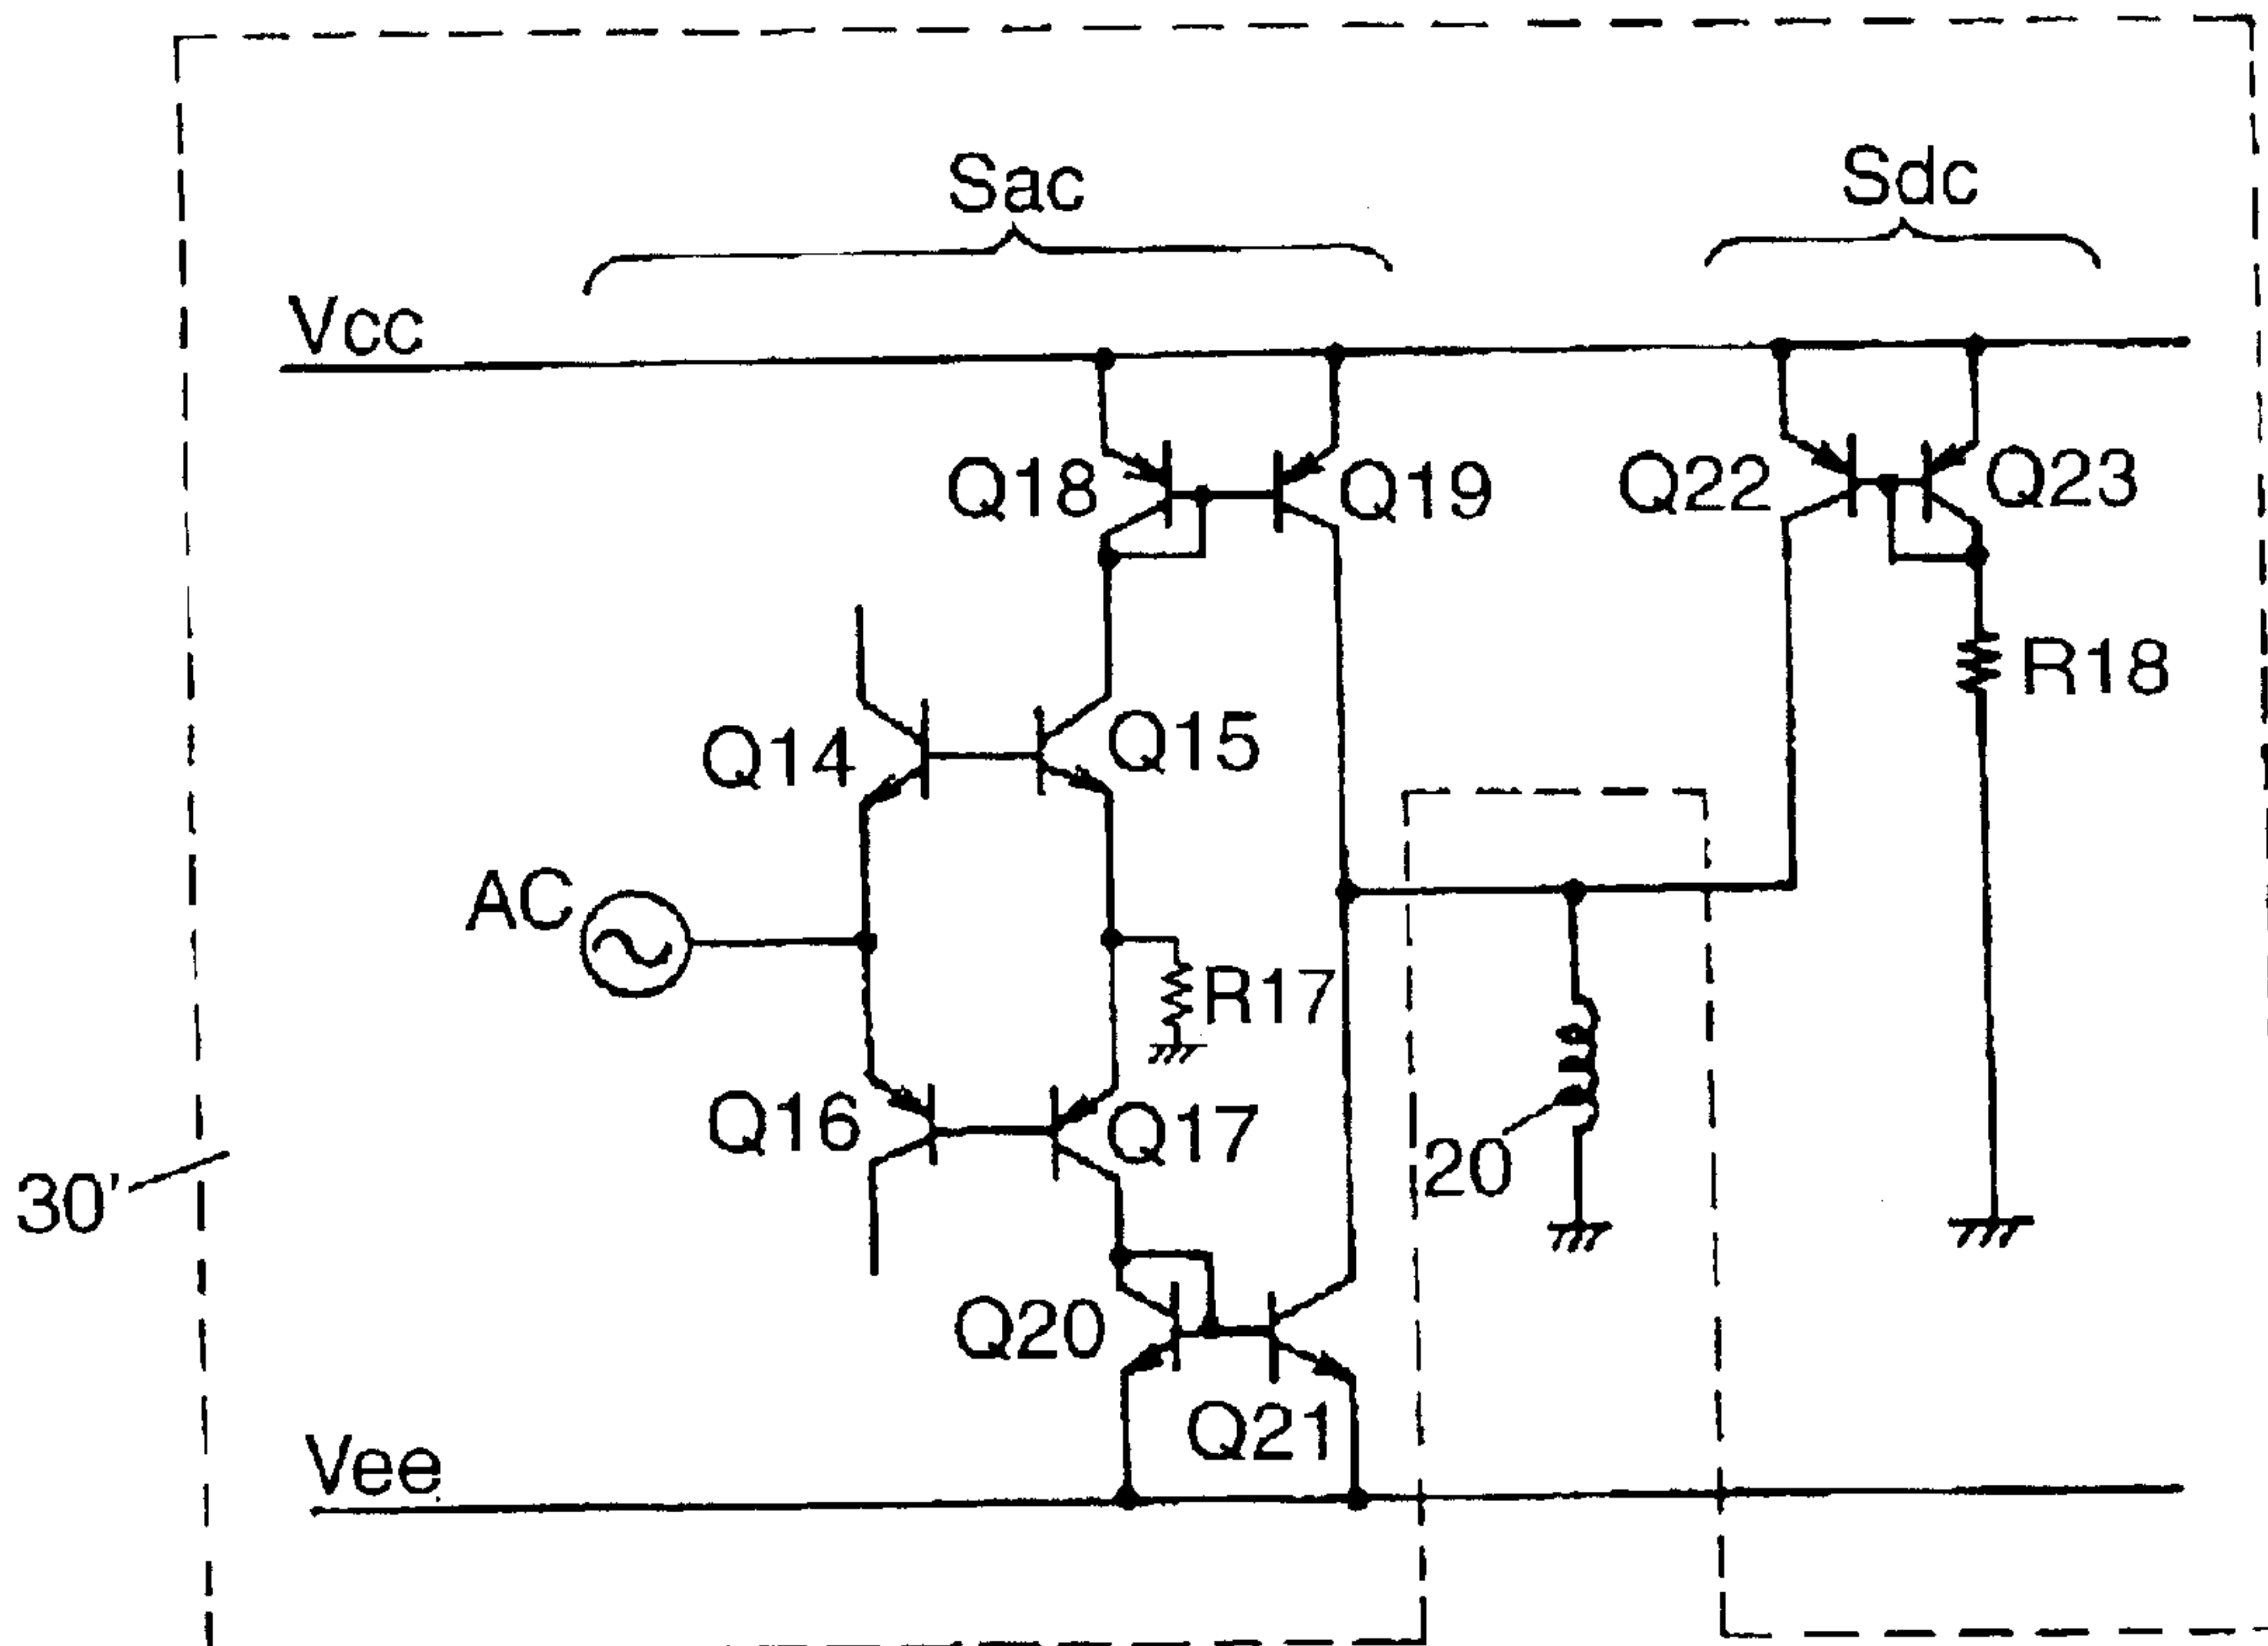 Sac
Sdc
Vcc
Q18
Q19
Q22
Q23
R18
Q14
Q15
AC
R17
Q16
Q17
20
30'
Q20
Q21
Vee